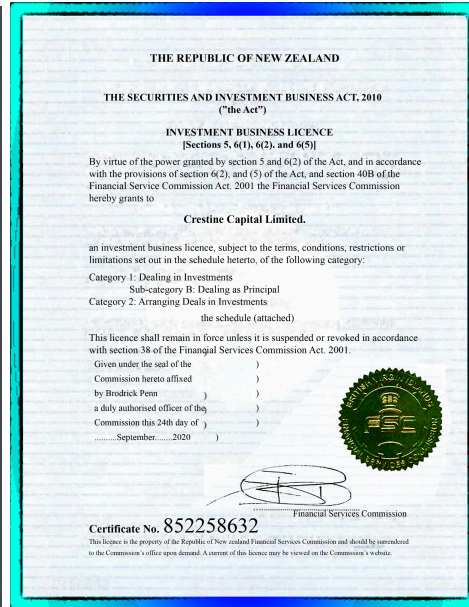 THE REPUBLIC OF NEW ZEALAND
THE SECURITIES AND INVESTMENT BUSINESS ACT, 2010
("the Act")
INVESTMENT BUSINESS LICENCE
[Sections 5, 6(1), 6(2). and 6(5)]
By virtue of the power granted by section 5 and 6(2) of the Act, and in accordance
with the provisions of section 6(2), and (5) of the Act, and section 40B of the
Financial Service Commission Act. 2001 the Financial Services Commission
hereby grants to
Crestine Capital Limited.
an investment business licence, subject to the terms, conditions, restrictions or
limitations set out in the schedule heterto, of the following category:
Category 1: Dealing in Investments
Sub-category B: Dealing as Principal
Category 2: Arranging Deals in Investments
the schedule (attached)
This licence shall remain in force unless it is suspended or revoked in accordance
with section 38 of the Financial Services Commission Act. 2001.
Given under the seal of the )
Commission hereto affixed )
by Brodrick Penn ) )
a duly authorised officer of the) )
Commission this 24th day of ) )
..........September........2020 )
FSC
Financial Services Commission
Certificate No. 852258632
This licence is the property of the Republic of New zealand Financial Services Commission and should be surrendered
to the Commission's office upon demand. A current of this licence may be viewed on the Commission's website.